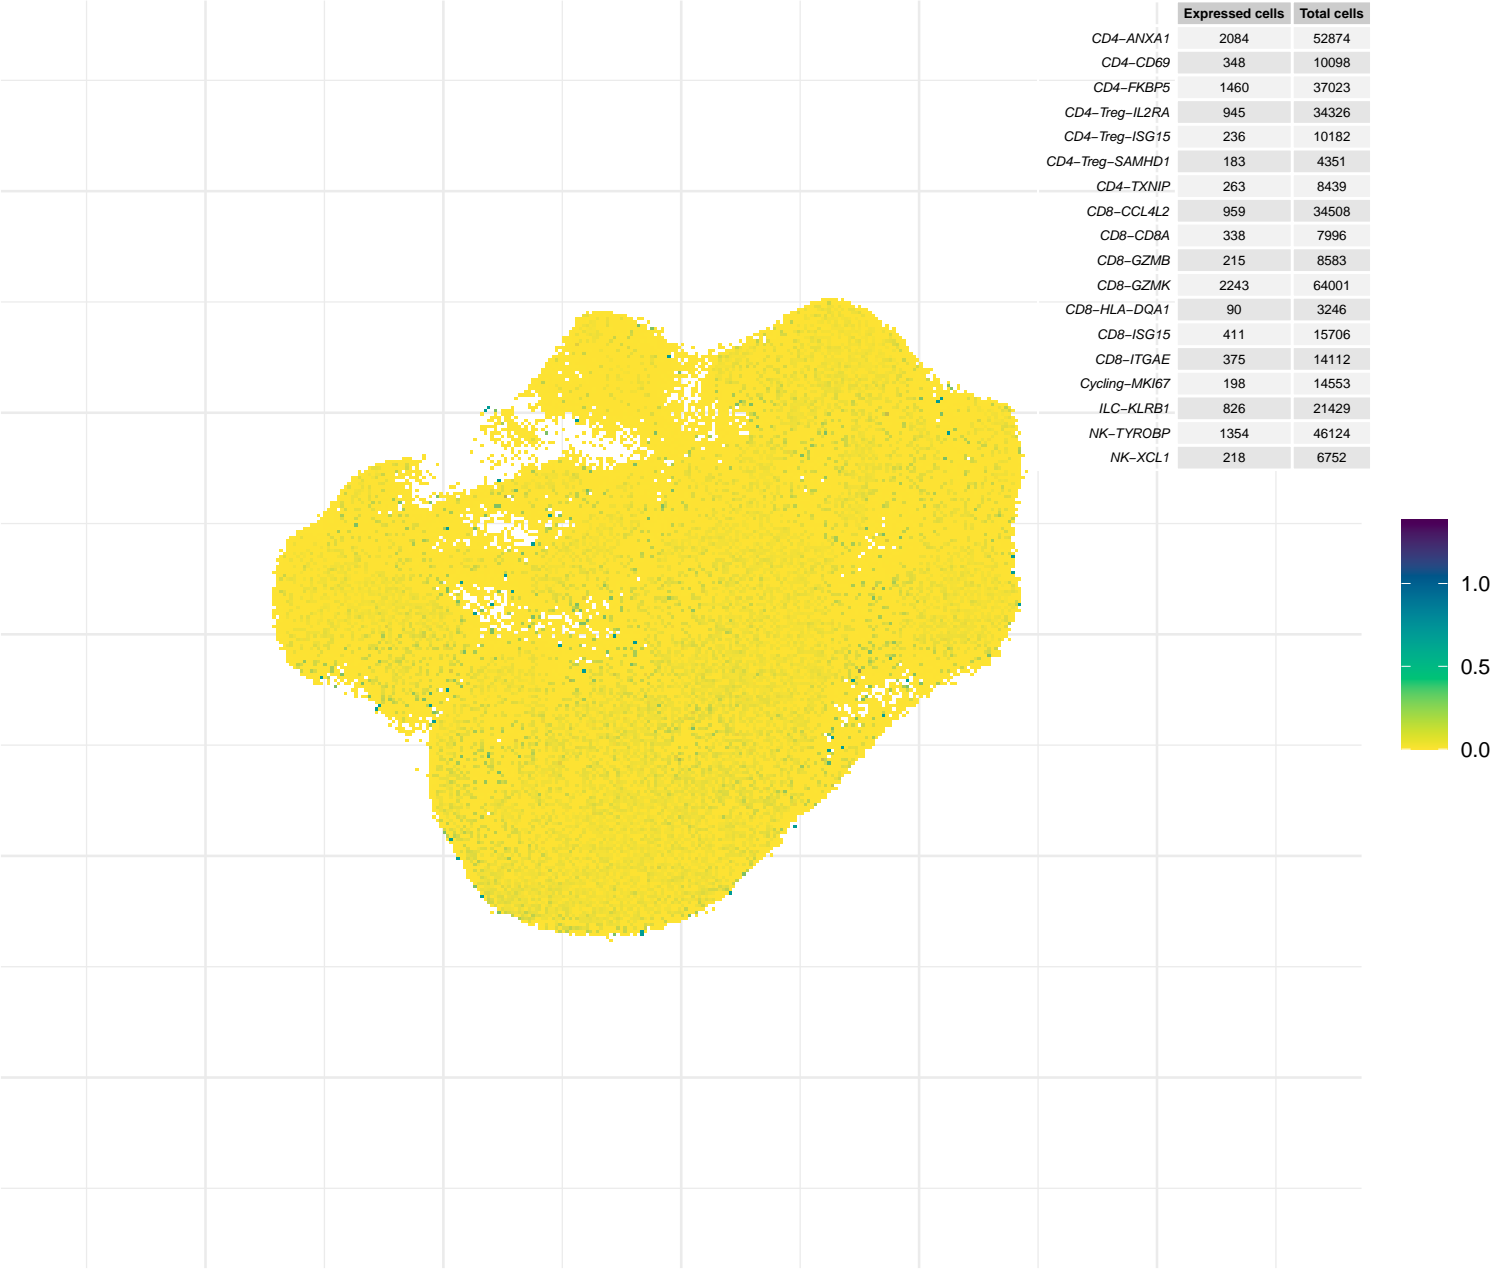 Expressed cells Total cells
CD4−ANXA1 2084 52874
CD4−CD69 348 10098
CD4−FKBP5 1460 37023
CD4−Treg−IL2RA 945 34326
CD4−Treg−ISG15 236 10182
CD4−Treg−SAMHD1 183 4351
CD4−TXNIP 263 8439
CD8−CCL4L2 959 34508
CD8−CD8A 338 7996
CD8−GZMB 215 8583
CD8−GZMK 2243 64001
CD8−HLA−DQA1 90 3246
CD8−ISG15 411 15706
CD8−ITGAE 375 14112
Cycling−MKI67 198 14553
ILC−KLRB1 826 21429
NK−TYROBP 1354 46124
NK−XCL1 218 6752
1.0
0.5
0.0